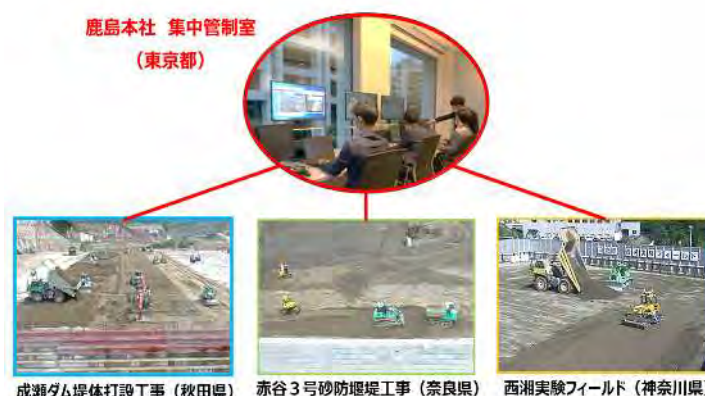 鹿島本社 集中管制室
（東京都）
成瀬ダム堤体打設工事（秋田県）
赤谷３号砂防堰堤工事（奈良県）
西湘実験フィールド（神奈川県）